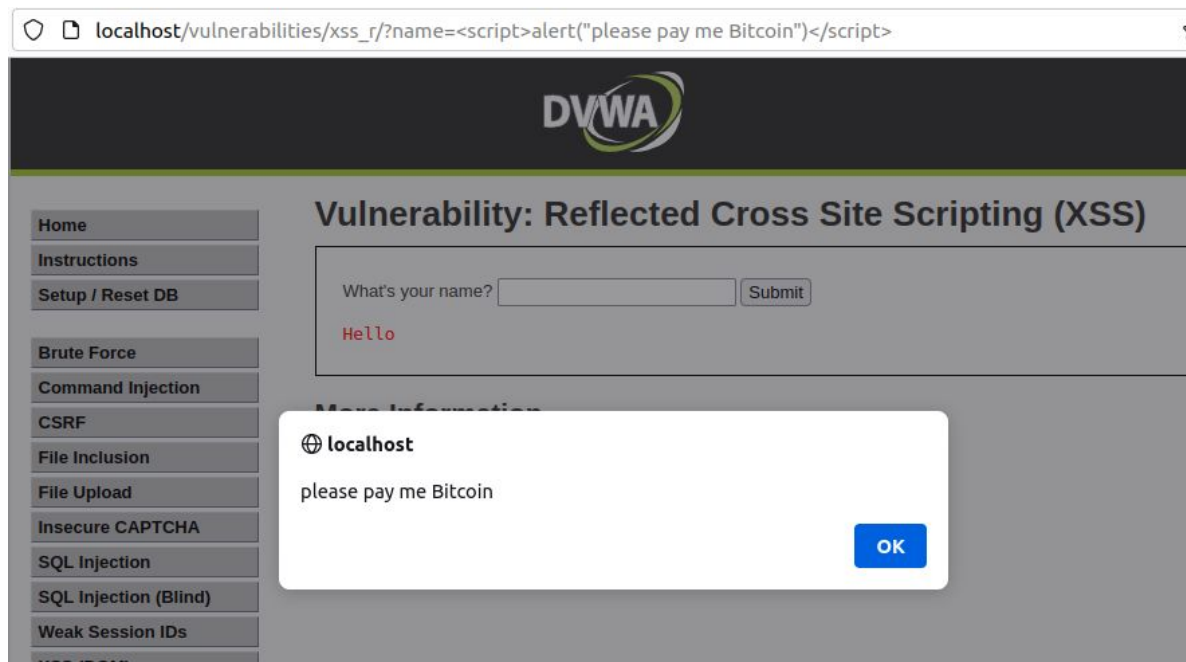 localhost/vulnerabilities/xss_r/?name=<script>alert("please pay me Bitcoin")</script>
DVWA
Home
Instructions
Setup / Reset DB
Brute Force
Command Injection
CSRF
File Inclusion
File Upload
Insecure CAPTCHA
SQL Injection
SQL Injection (Blind)
Weak Session IDs
Vulnerability: Reflected Cross Site Scripting (XSS)
What's your name? Submit
Hello
More Information
localhost
please pay me Bitcoin
OK